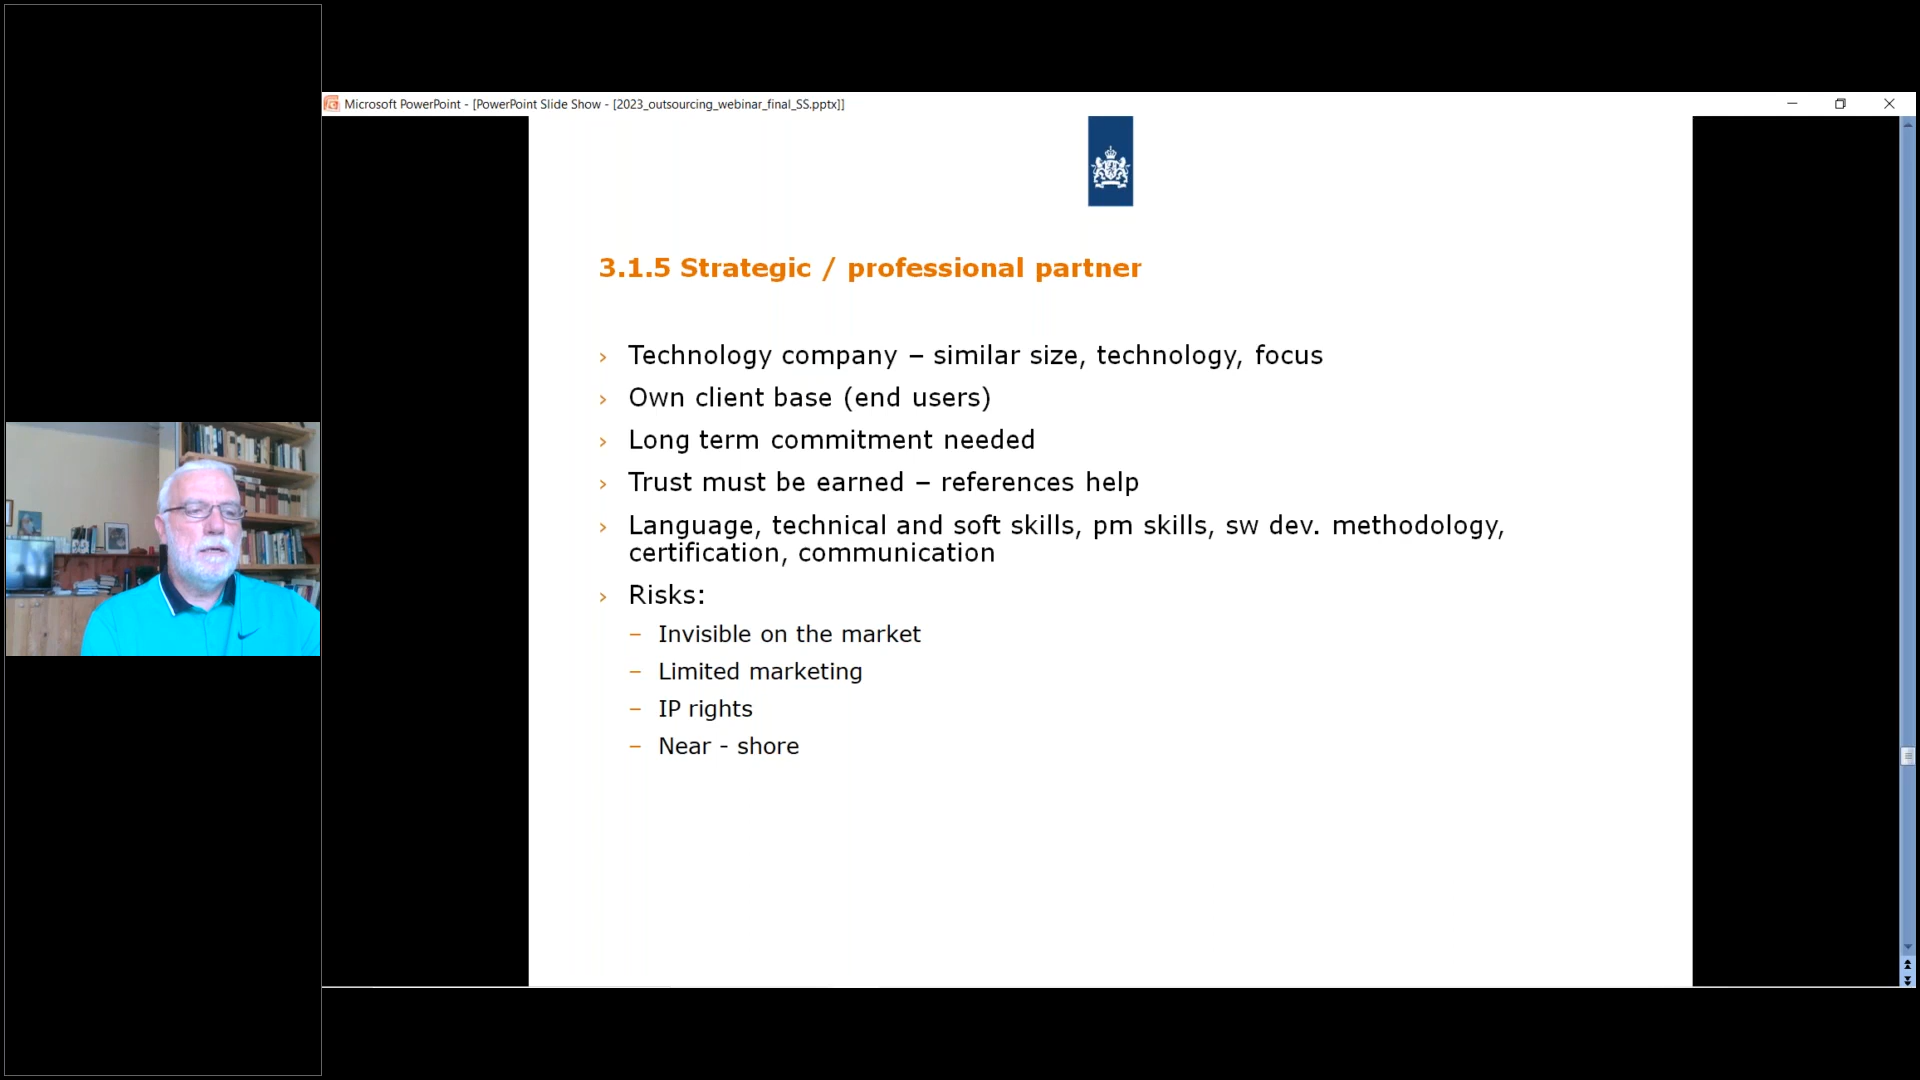 Microsoft PowerPoint - [PowerPoint Slide Show - [2023_outsourcing_webinar_final_SS.pptx]]
3.1.5 Strategic / professional partner
› Technology company – similar size, technology, focus
› Own client base (end users)
› Long term commitment needed
› Trust must be earned – references help
› Language, technical and soft skills, pm skills, sw dev. methodology,
certification, communication
› Risks:
– Invisible on the market
– Limited marketing
– IP rights
– Near - shore